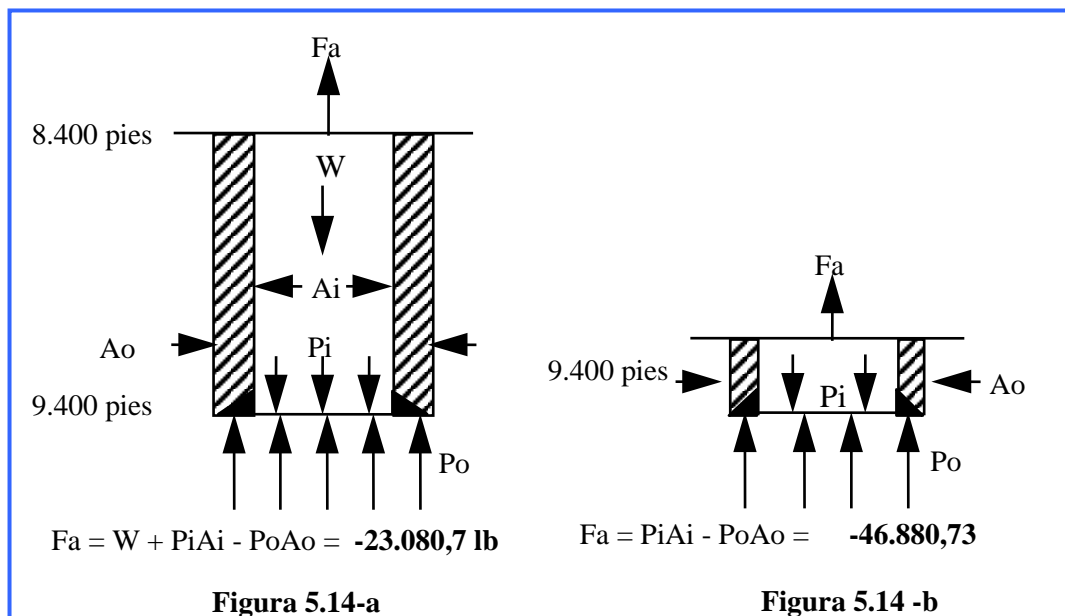 Fa
8.400 pies
W
Ai
Ao
Pi
9.400 pies
Po
Fa = W + PiAi - PoAo = -23.080,7 lb
Figura 5.14-a
Fa
9.400 pies
Pi
Ao
Po
Fa = PiAi - PoAo = -46.880,73
Figura 5.14 -b